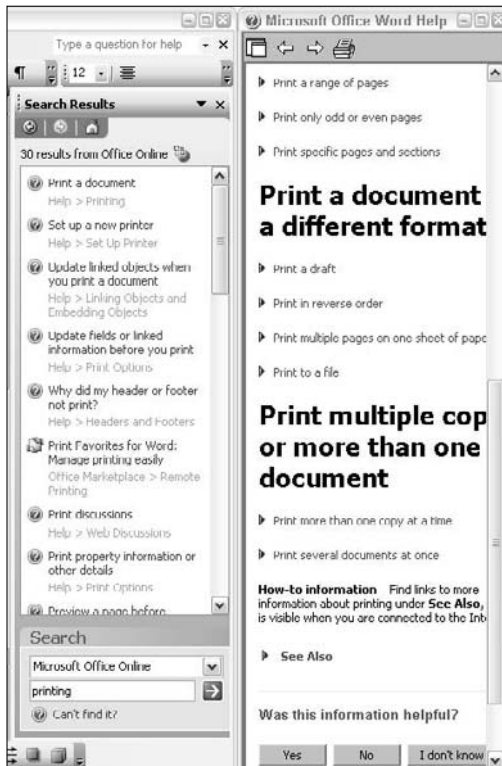 Type a question for help
12
Search Results
30 results from Office Online
Print a document
Help > Printing
Set up a new printer
Help > Set Up Printer
Update linked objects when
you print a document
Help > Linking Objects and
Embedding Objects
Update fields or linked
information before you print
Help > Print Options
Why did my header or footer
not print?
Help > Headers and Footers
Print Favorites for Word:
Manage printing easily
Office Marketplace > Remote
Printing
Print discussions
Help > Web Discussions
Print property information or
other details
Help > Print Options
Preview a page before
Search
Microsoft Office Online
printing
Can't find it?
Microsoft Office Word Help
Print a range of pages
Print only odd or even pages
Print specific pages and sections
Print a document
a different format
Print a draft
Print in reverse order
Print multiple pages on one sheet of pape
Print to a file
Print multiple cop
or more than one
document
Print more than one copy at a time
Print several documents at once
How-to information Find links to more
information about printing under See Also,
is visible when you are connected to the Int
See Also
Was this information helpful?
Yes No I don't know